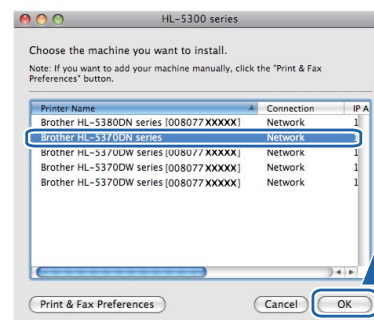 HL-5300 series
Choose the machine you want to install.
Note: If you want to add your machine manually, click the "Print & Fax
Preferences" button.
Printer Name Connection IP A
Brother HL-5380DN series [008077XXXXX] Network 1
Brother HL-5370DN series Network 1
Brother HL-5370DW series [008077XXXXX] Network 1
Brother HL-5370DW series [008077XXXXX] Network 1
Brother HL-5370DW series [008077XXXXX] Network 1
Print & Fax Preferences Cancel OK